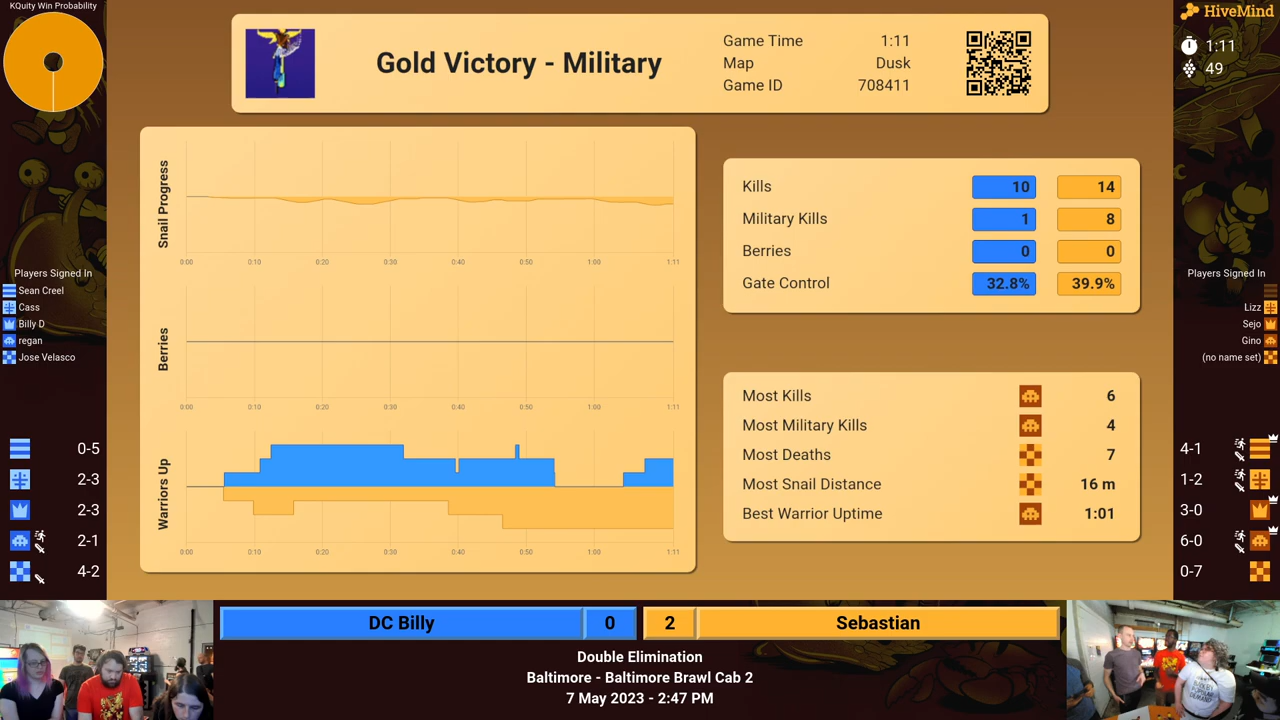 KQuity Win Probability
HiveMind
1:11
49
Gold Victory - Military
Game Time 1:11
Map Dusk
Game ID 708411
Snail Progress
0:00 0:10 0:20 0:30 0:40 0:50 1:00 1:11
Berries
0:00 0:10 0:20 0:30 0:40 0:50 1:00 1:11
Warriors Up
0:00 0:10 0:20 0:30 0:40 0:50 1:00 1:11
Kills 10 14
Military Kills 1 8
Berries 0 0
Gate Control 32.8% 39.9%
Most Kills 6
Most Military Kills 4
Most Deaths 7
Most Snail Distance 16 m
Best Warrior Uptime 1:01
Players Signed In
Sean Creel
Cass
Billy D
regan
Jose Velasco
0-5
2-3
2-3
2-1
4-2
Players Signed In
Lizz
Sejo
Gino
(no name set)
4-1
1-2
3-0
6-0
0-7
DC Billy 0 2 Sebastian
Double Elimination
Baltimore - Baltimore Brawl Cab 2
7 May 2023 - 2:47 PM